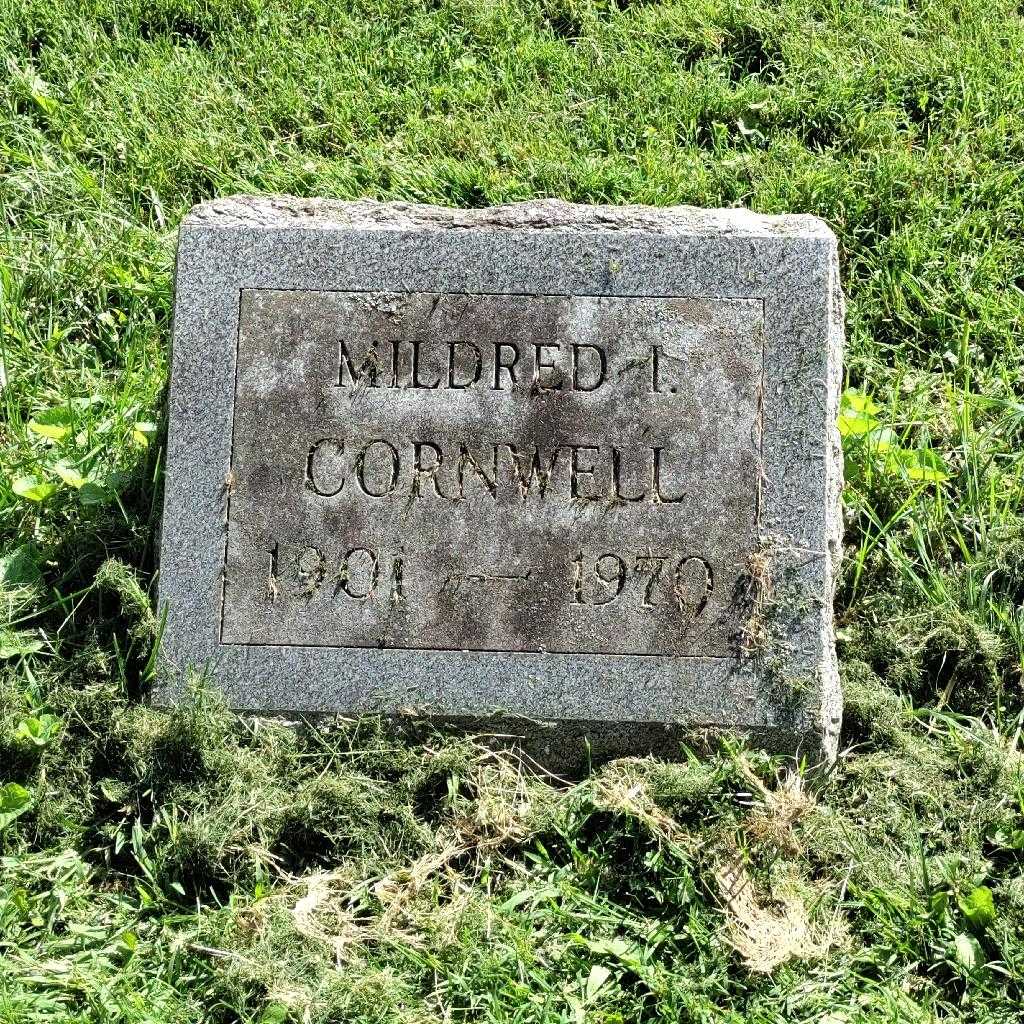 MILDRED I.
CORNWELL
1901 — 1970